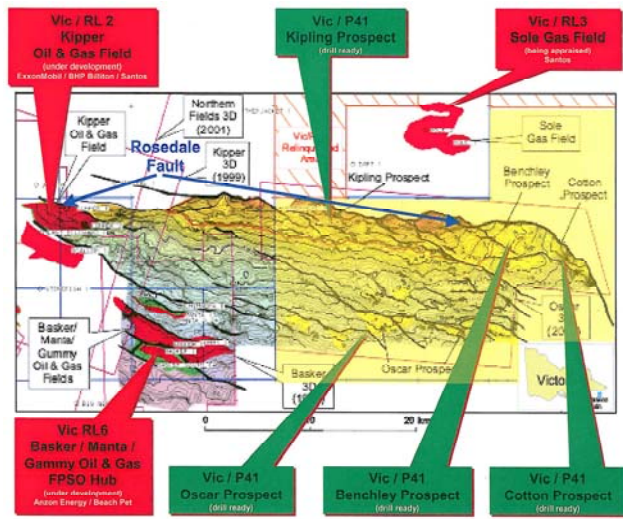 Vic / RL 2
Kipper
Oil & Gas Field
(under development)
ExxonMobil / BHP Billiton / Santos
Vic / P41
Kipling Prospect
(drill ready)
Vic / RL3
Sole Gas Field
(being appraised)
Santos
Kipper
Oil & Gas
Field
Northern
Fields 3D
(2001)
Rosedale
Fault
Kipper
3D
(1999)
Kipling Prospect
Sole
Gas Field
Benchley
Prospect
Cotton
Prospect
Basker/
Manta/
Gummy
Oil & Gas
Fields
Basker
3D
Oscar Prospect
Victo
20 km
Vic RL6
Basker / Manta /
Gammy Oil & Gas
FPSO Hub
(under development)
Anzon Energy / Beach Pet
Vic / P41
Oscar Prospect
(drill ready)
Vic / P41
Benchley Prospect
(drill ready)
Vic / P41
Cotton Prospect
(drill ready)